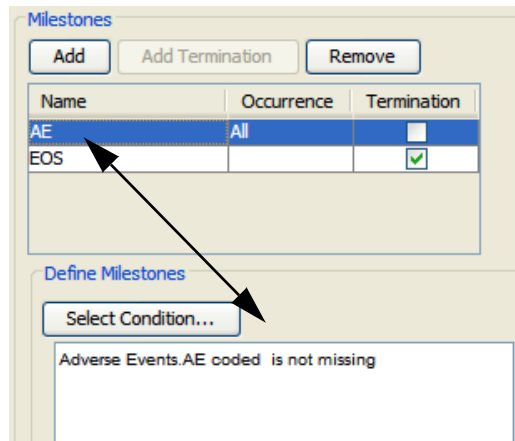 Milestones
Add Add Termination Remove
Name Occurrence Termination
AE All
EOS
Define Milestones
Select Condition...
Adverse Events.AE coded is not missing